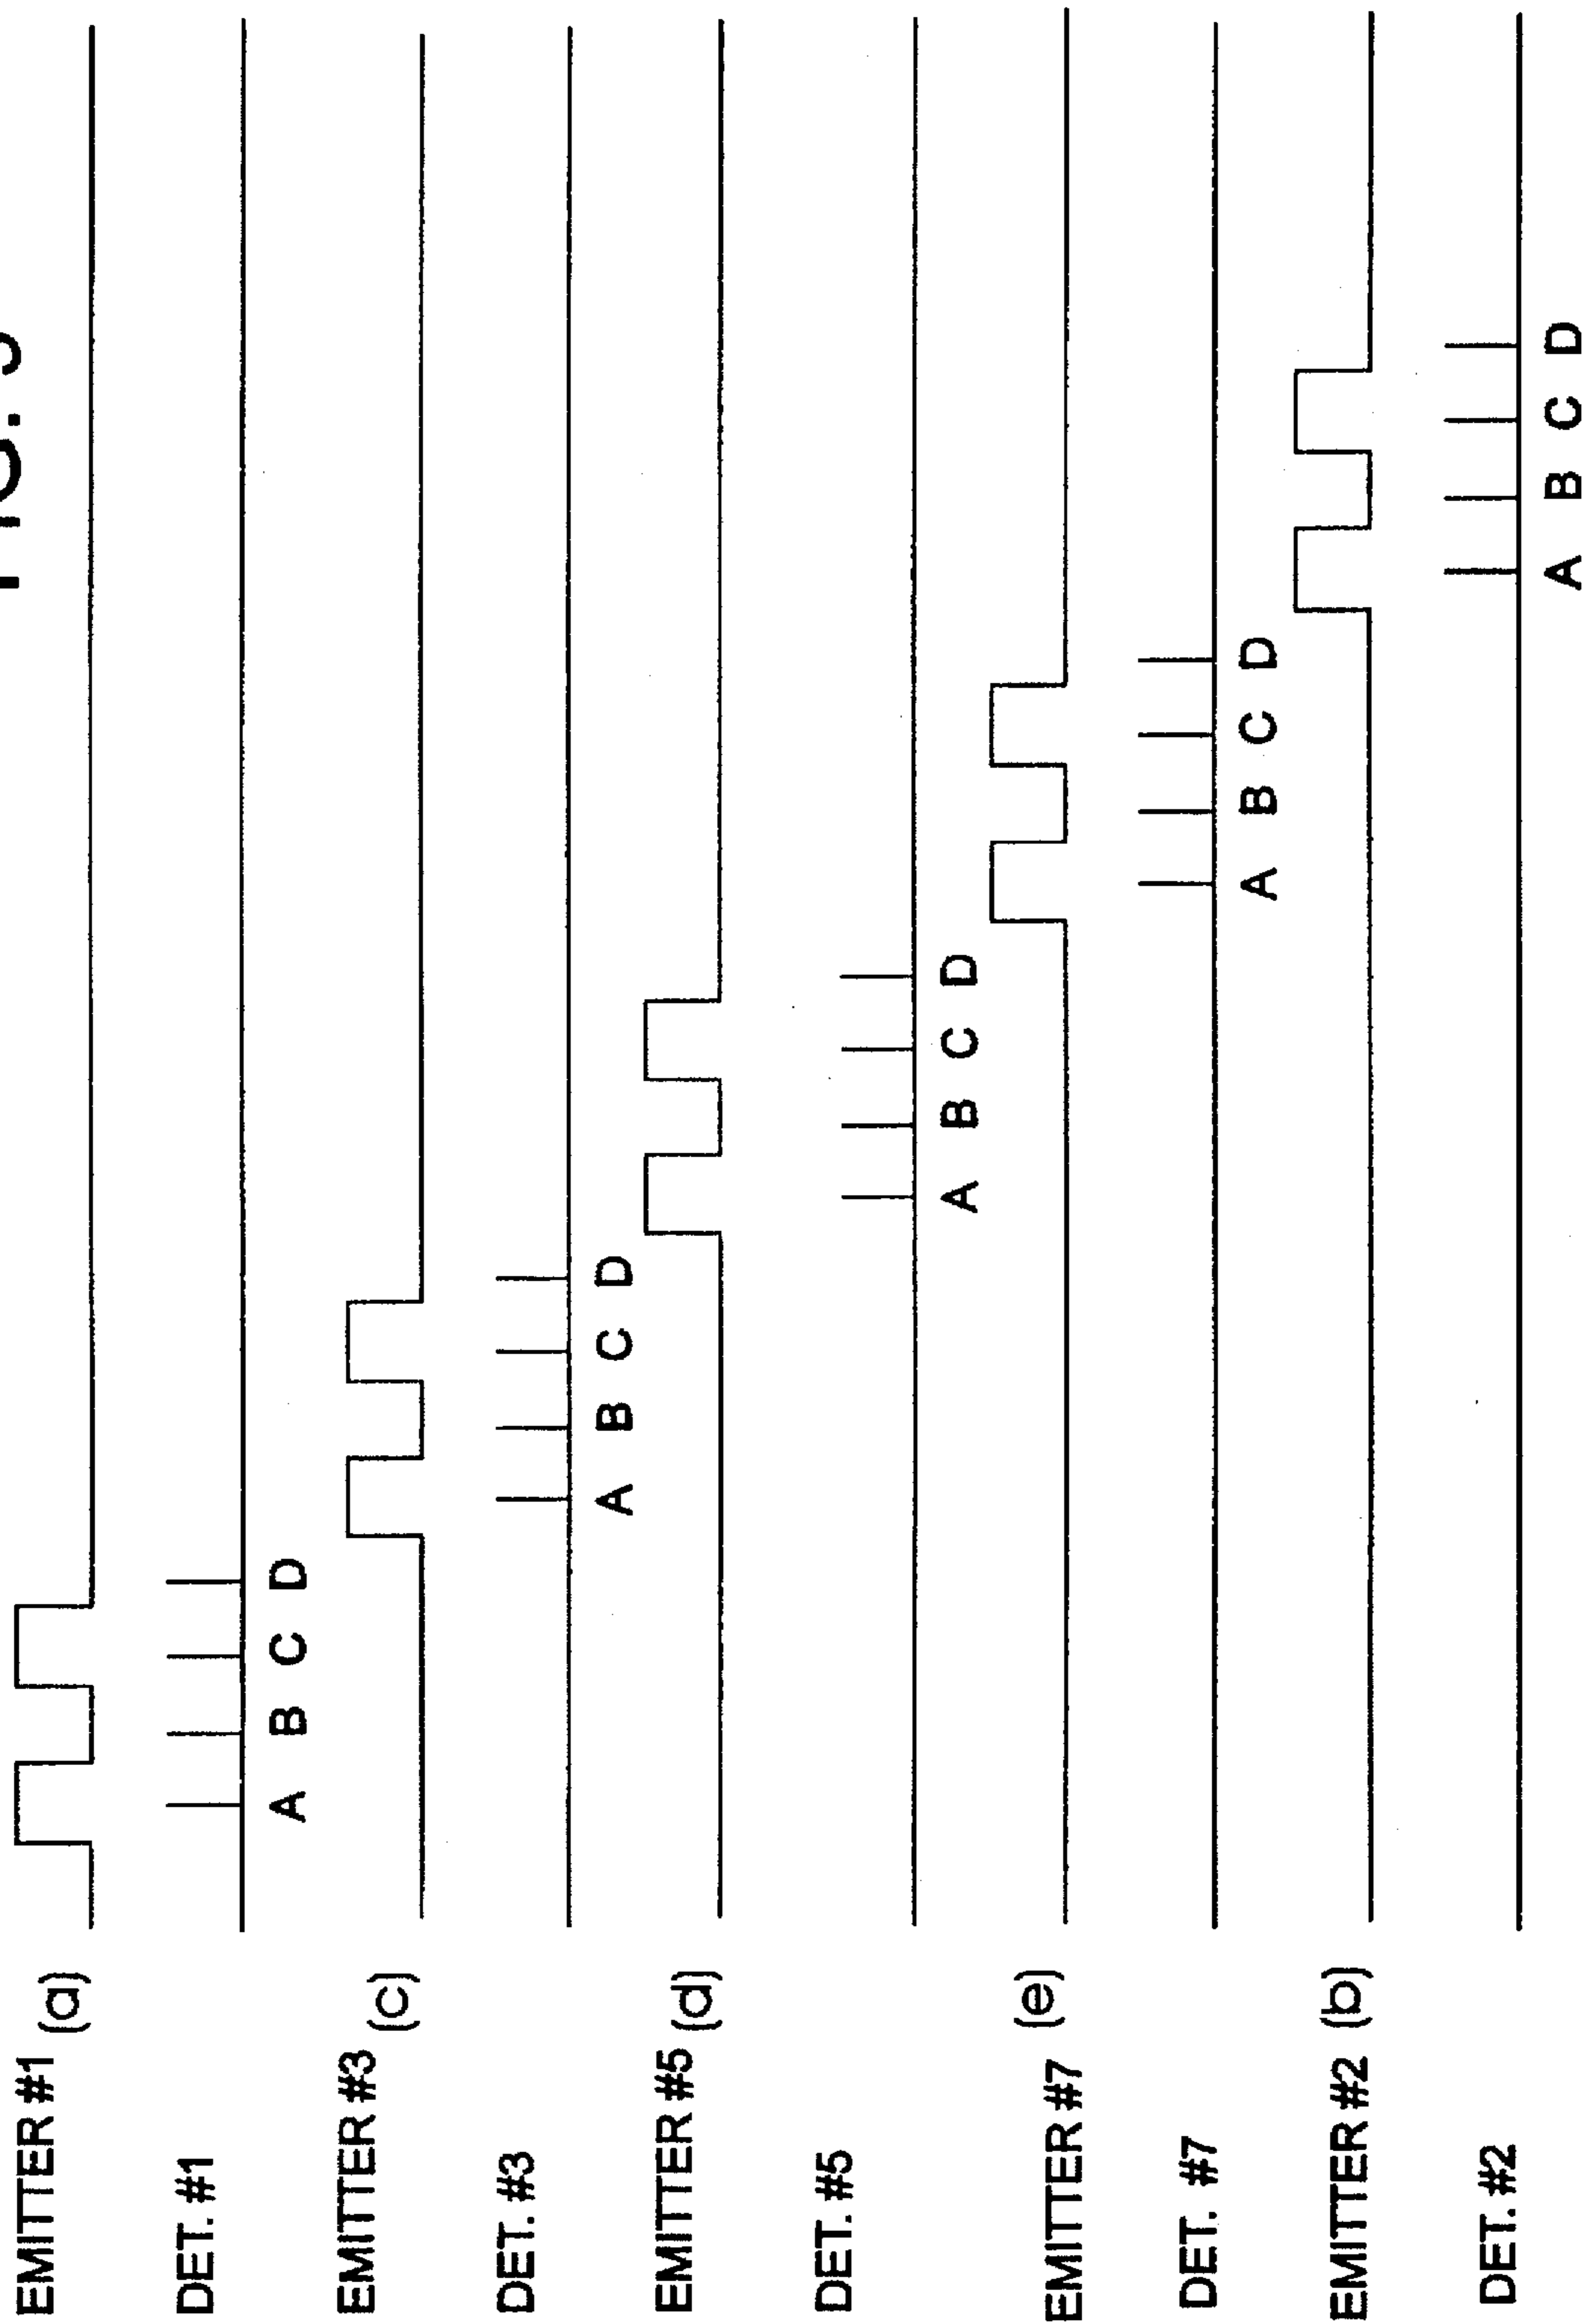 FIG.
EMITTER #1 (a)
DET. #1
A B C D
EMITTER #3 (c)
DET. #3
A B C D
EMITTER #5 (d)
DET. #5
A B C D
EMITTER #7 (e)
DET. #7
A B C D
EMITTER #2 (b)
DET. #2
A B C D